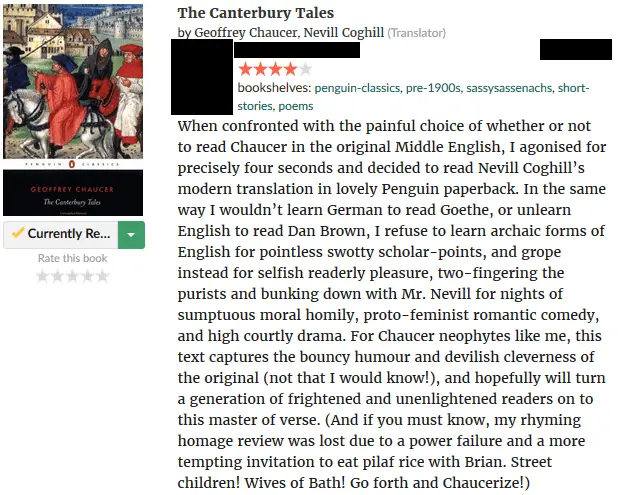 The Canterbury Tales
by Geoffrey Chaucer, Nevill Coghill (Translator)
bookshelves: penguin-classics, pre-1900s, sassysassenachs, short-
stories, poems
When confronted with the painful choice of whether or not
to read Chaucer in the original Middle English, I agonised for
precisely four seconds and decided to read Nevill Coghill’s
modern translation in lovely Penguin paperback. In the same
way I wouldn’t learn German to read Goethe, or unlearn
English to read Dan Brown, I refuse to learn archaic forms of
English for pointless swotty scholar-points, and grope
instead for selfish readerly pleasure, two-fingering the
purists and bunking down with Mr. Nevill for nights of
sumptuous moral homily, proto-feminist romantic comedy,
and high courtly drama. For Chaucer neophytes like me, this
text captures the bouncy humour and devilish cleverness of
the original (not that I would know!), and hopefully will turn
a generation of frightened and unenlightened readers on to
this master of verse. (And if you must know, my rhyming
homage review was lost due to a power failure and a more
tempting invitation to eat pilaf rice with Brian. Street
children! Wives of Bath! Go forth and Chaucerize!)
PENGUIN CLASSICS
GEOFFREY CHAUCER
The Canterbury Tales
Currently Re...
Rate this book